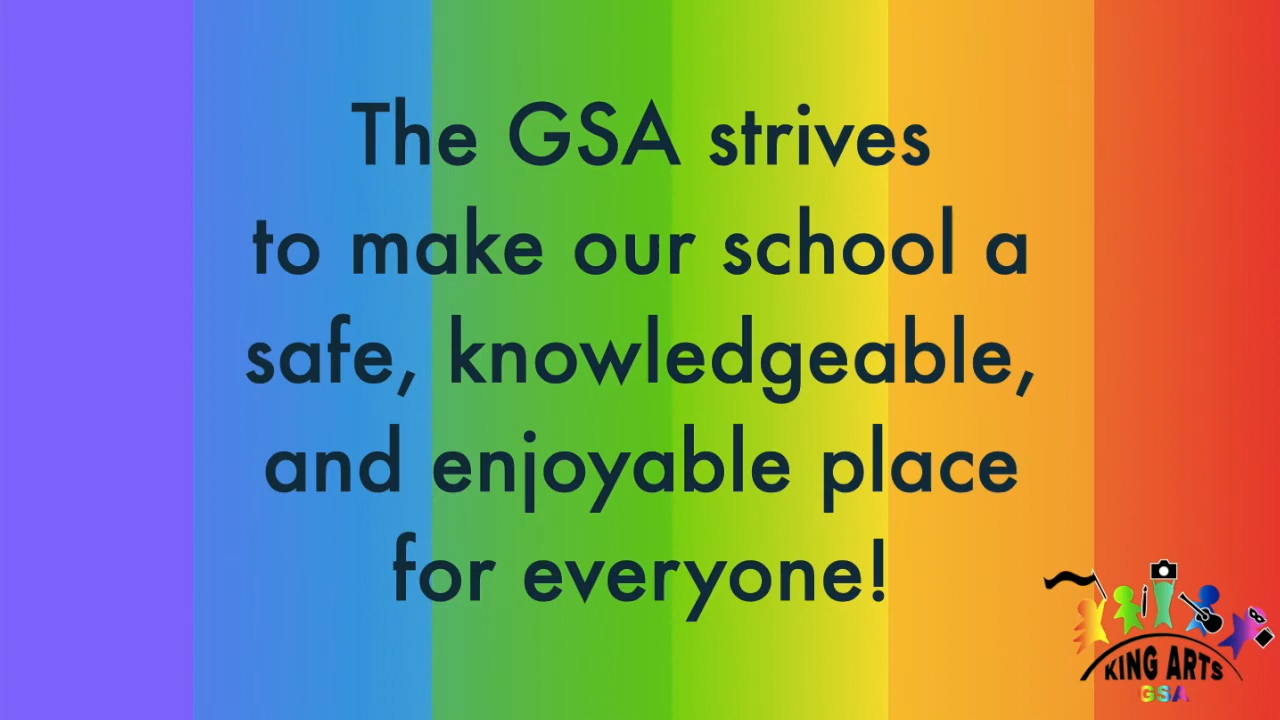 The GSA strives
to make our school a
safe, knowledgeable,
and enjoyable place
for everyone!
KING ARTS
GSA